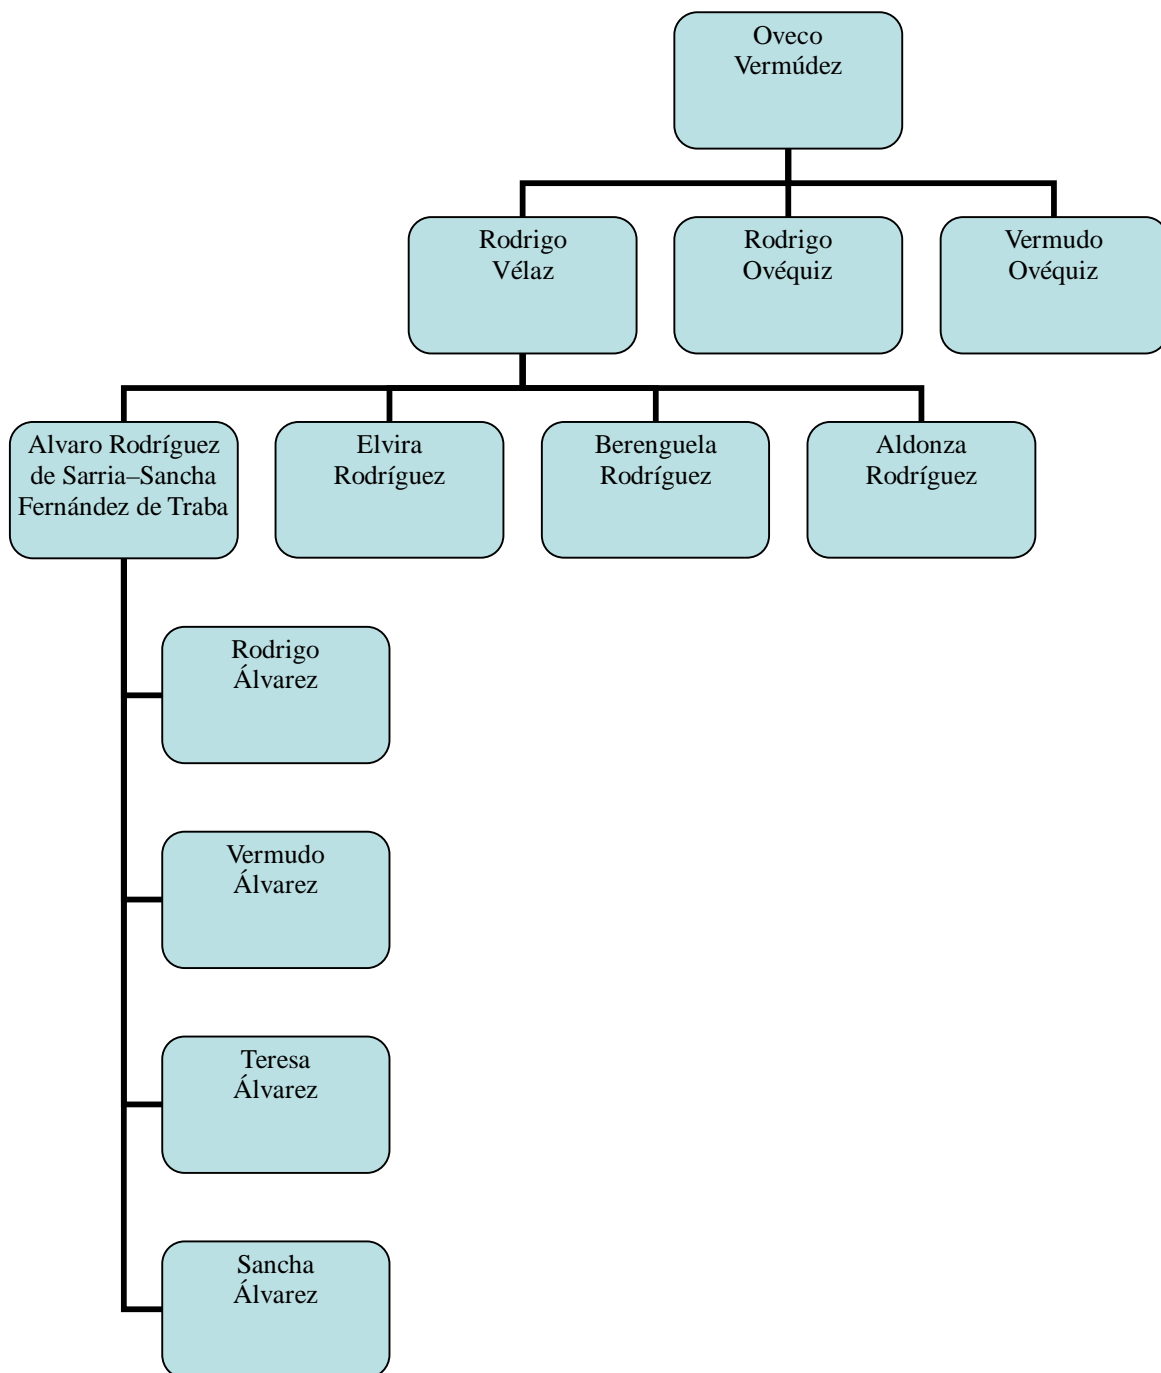 Oveco
Vermúdez
Rodrigo
Vélaz
Rodrigo
Ovéquiz
Vermudo
Ovéquiz
Alvaro Rodríguez
de Sarria–Sancha
Fernández de Traba
Elvira
Rodríguez
Berenguela
Rodríguez
Aldonza
Rodríguez
Rodrigo
Álvarez
Vermudo
Álvarez
Teresa
Álvarez
Sancha
Álvarez